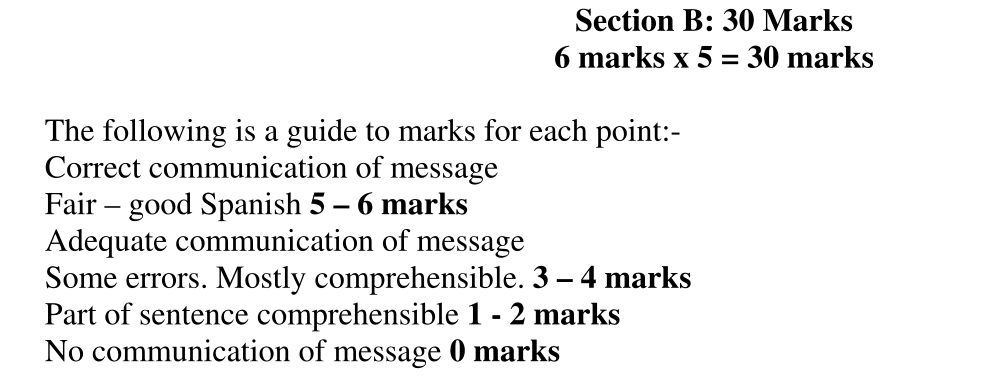 Section B: 30 Marks
6 marks x 5 = 30 marks
The following is a guide to marks for each point:-
Correct communication of message
Fair – good Spanish 5 – 6 marks
Adequate communication of message
Some errors. Mostly comprehensible. 3 – 4 marks
Part of sentence comprehensible 1 - 2 marks
No communication of message 0 marks